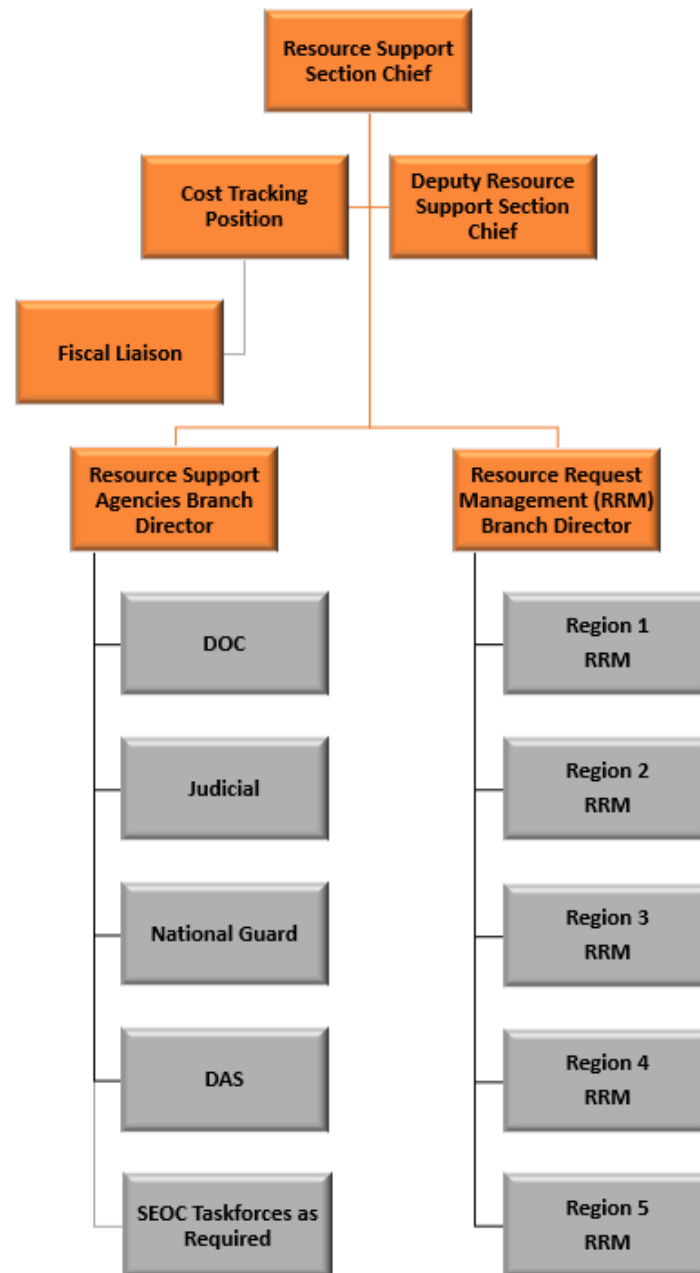 Resource Support
Section Chief
Cost Tracking
Position
Deputy Resource
Support Section
Chief
Fiscal Liaison
Resource Support
Agencies Branch
Director
Resource Request
Management (RRM)
Branch Director
DOC
Judicial
National Guard
DAS
SEOC Taskforces as
Required
Region 1
RRM
Region 2
RRM
Region 3
RRM
Region 4
RRM
Region 5
RRM